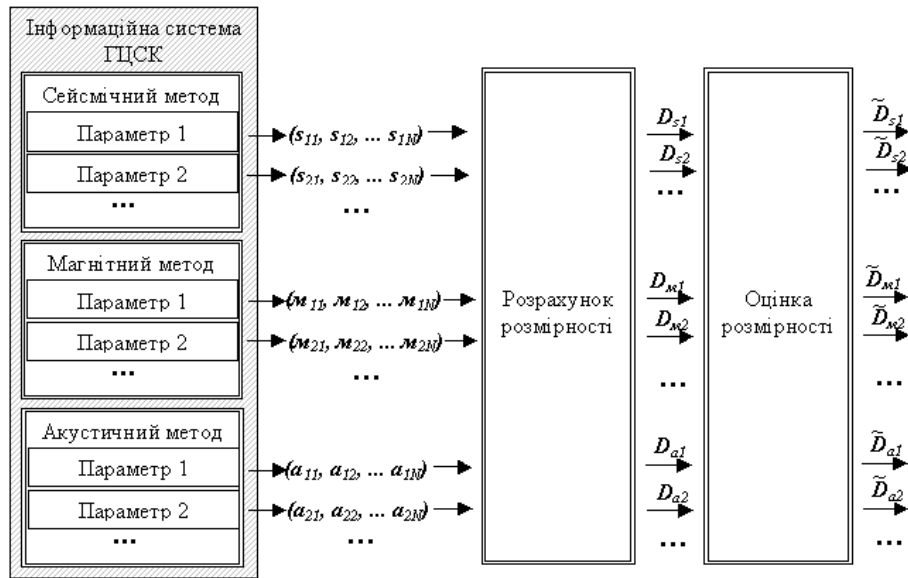 Інформаційна система
ГЦСК
Сейсмічний метод
Параметр 1
Параметр 2
...
(s11, s12, ... s1N)
(s21, s22, ... s2N)
...
Магнітний метод
Параметр 1
Параметр 2
...
(м11, м12, ... м1N)
(м21, м22, ... м2N)
...
Акустичний метод
Параметр 1
Параметр 2
...
(a11, a12, ... a1N)
(a21, a22, ... a2N)
...
Розрахунок
розмірності
Ds1
Ds2
...
Dм1
Dм2
...
Da1
Da2
...
Оцінка
розмірності
D̃s1
D̃s2
...
D̃м1
D̃м2
...
D̃a1
D̃a2
...